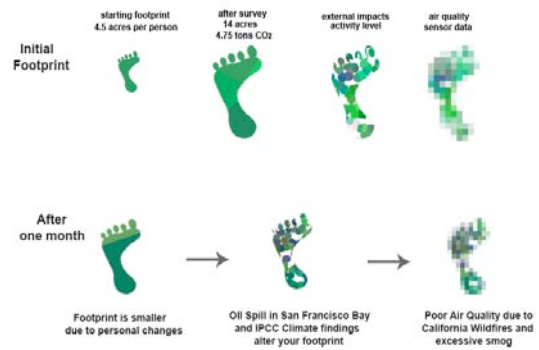 starting footprint
4.5 acres per person
after survey
14 acres
4.75 tons CO₂
external impacts
activity level
air quality
sensor data
Initial
Footprint
After
one month
Footprint is smaller
due to personal changes
Oil Spill in San Francisco Bay
and IPCC Climate findings
alter your footprint
Poor Air Quality due to
California Wildfires and
excessive smog